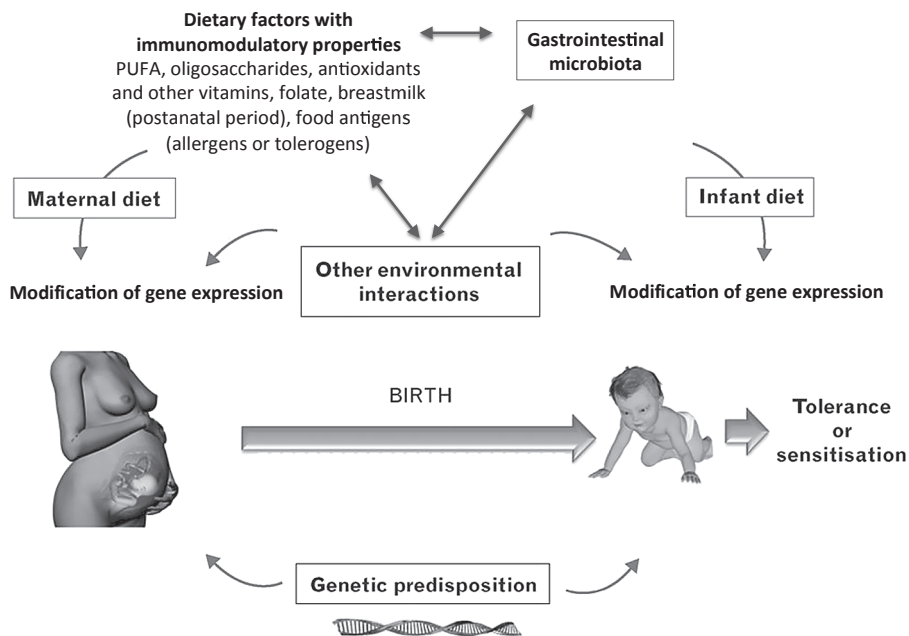 Dietary factors with
immunomodulatory properties
PUFA, oligosaccharides, antioxidants
and other vitamins, folate, breastmilk
(postanatal period), food antigens
(allergens or tolerogens)
Gastrointestinal
microbiota
Maternal diet
Infant diet
Other environmental
interactions
Modification of gene expression
Modification of gene expression
BIRTH
Tolerance
or
sensitisation
Genetic predisposition